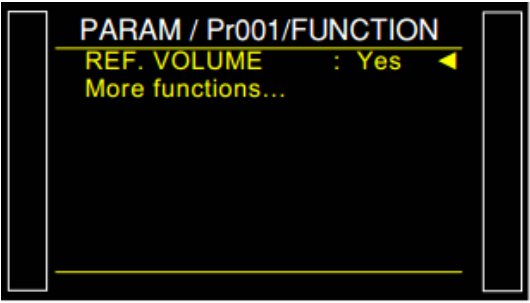 PARAM / Pr001/FUNCTION
REF. VOLUME : Yes ◄
More functions...